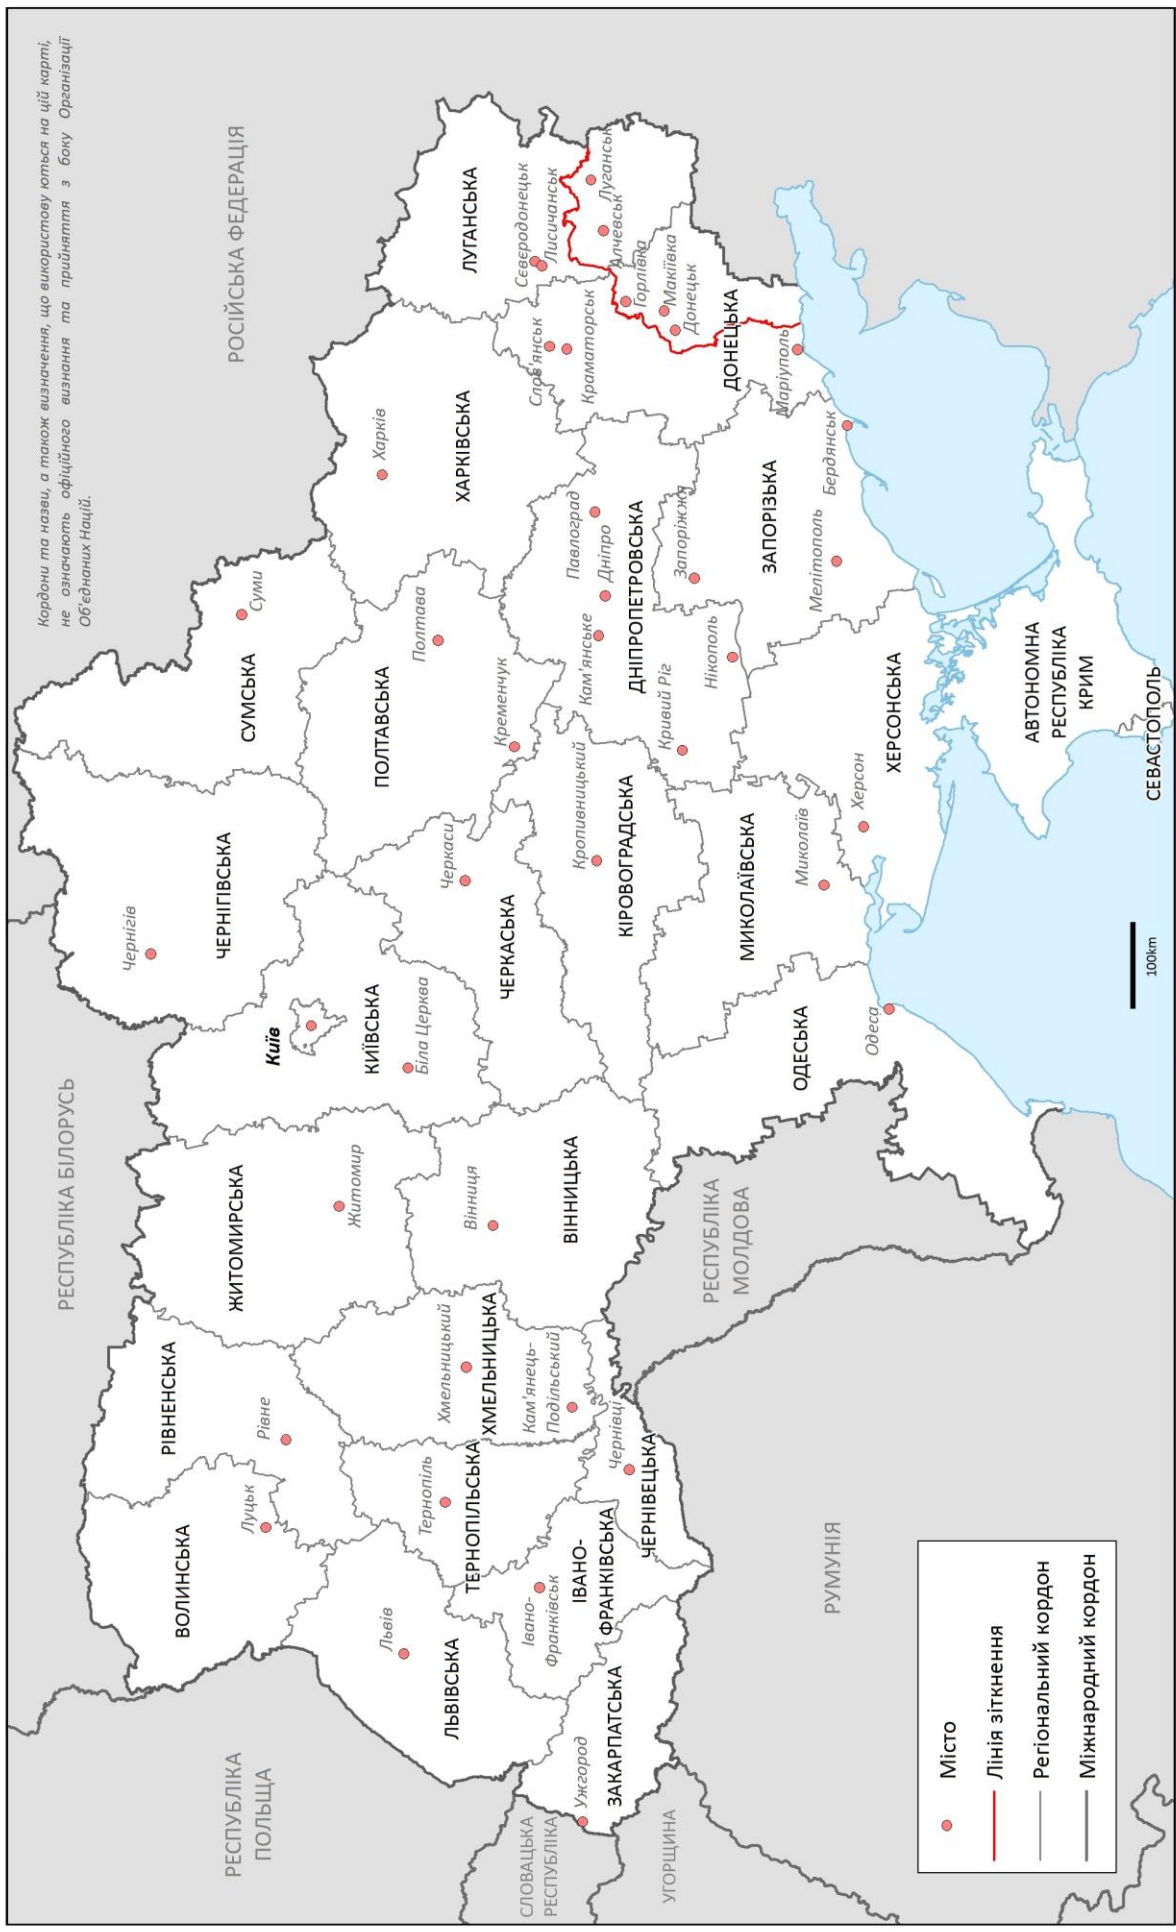 Кордони та назви, а також визначення, що використову ються на цій карті,
не означають офіційного визнання та прийняття з боку Організації
Об'єднаних Націй.
РОСІЙСЬКА ФЕДЕРАЦІЯ
РЕСПУБЛІКА БІЛОРУСЬ
РЕСПУБЛІКА
ПОЛЬЩА
СЛОВАЦЬКА
РЕСПУБЛІКА
УГОРЩИНА
РУМУНІЯ
РЕСПУБЛІКА
МОЛДОВА
ВОЛИНСЬКА
Луцьк
РІВНЕНСЬКА
Рівне
ЖИТОМИРСЬКА
Житомир
Київ
КИЇВСЬКА
Біла Церква
Чернігів
ЧЕРНІГІВСЬКА
СУМСЬКА
Суми
ЛЬВІВСЬКА
Львів
ТЕРНОПІЛЬСЬКА
Тернопіль
ХМЕЛЬНИЦЬКА
Хмельницький
Кам'янець-
Подільський
ВІННИЦЬКА
Вінниця
ЧЕРКАСЬКА
Черкаси
ПОЛТАВСЬКА
Полтава
Кременчук
ХАРКІВСЬКА
Харків
ЛУГАНСЬКА
Сєвєродонецьк
Лисичанськ
Луганськ
Алчевськ
ЗАКАРПАТСЬКА
Ужгород
ІВАНО-
ФРАНКІВСЬКА
Івано-
Франківськ
ЧЕРНІВЕЦЬКА
Чернівці
КІРОВОГРАДСЬКА
Кропивницький
ДНІПРОПЕТРОВСЬКА
Кам'янське
Дніпро
Павлоград
Кривий Ріг
Нікополь
ДОНЕЦЬКА
Слов'янськ
Краматорськ
Горлівка
Макіївка
Донецьк
Маріуполь
ОДЕСЬКА
Одеса
МИКОЛАЇВСЬКА
Миколаїв
ХЕРСОНСЬКА
Херсон
ЗАПОРІЗЬКА
Запоріжжя
Мелітополь
Бердянськ
АВТОНОМНА
РЕСПУБЛІКА
КРИМ
СЕВАСТОПОЛЬ
100km
Місто
Лінія зіткнення
Регіональний кордон
Міжнародний кордон